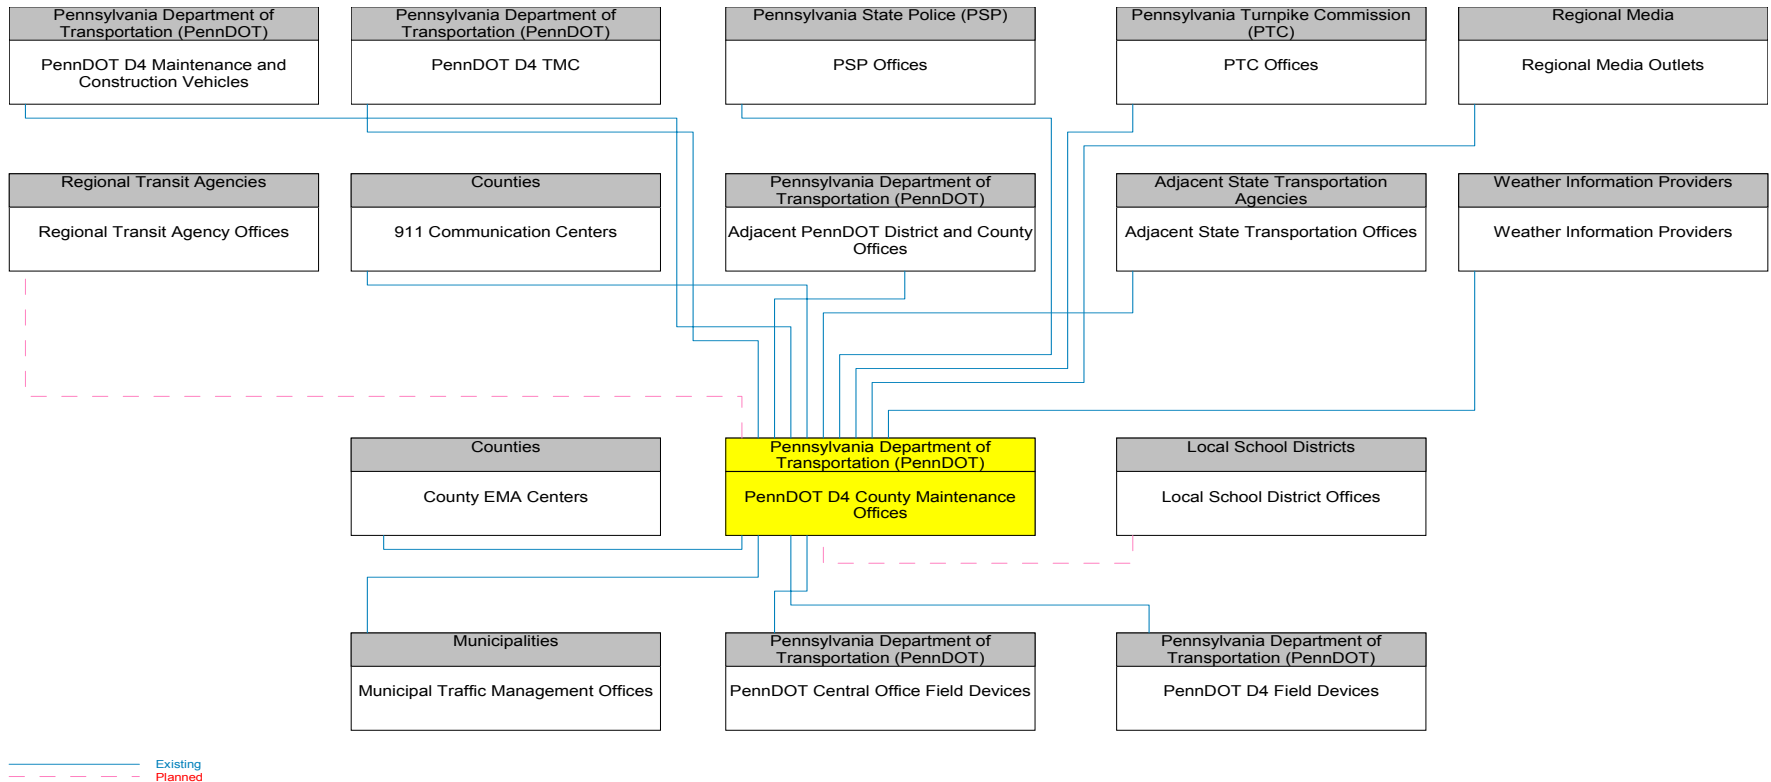 Pennsylvania Department of
Transportation (PennDOT)
PennDOT D4 Maintenance and
Construction Vehicles
Pennsylvania Department of
Transportation (PennDOT)
PennDOT D4 TMC
Pennsylvania State Police (PSP)
PSP Offices
Pennsylvania Turnpike Commission
(PTC)
PTC Offices
Regional Media
Regional Media Outlets
Regional Transit Agencies
Regional Transit Agency Offices
Counties
911 Communication Centers
Pennsylvania Department of
Transportation (PennDOT)
Adjacent PennDOT District and County
Offices
Adjacent State Transportation
Agencies
Adjacent State Transportation Offices
Weather Information Providers
Weather Information Providers
Counties
County EMA Centers
Pennsylvania Department of
Transportation (PennDOT)
PennDOT D4 County Maintenance
Offices
Local School Districts
Local School District Offices
Municipalities
Municipal Traffic Management Offices
Pennsylvania Department of
Transportation (PennDOT)
PennDOT Central Office Field Devices
Pennsylvania Department of
Transportation (PennDOT)
PennDOT D4 Field Devices
Existing
Planned